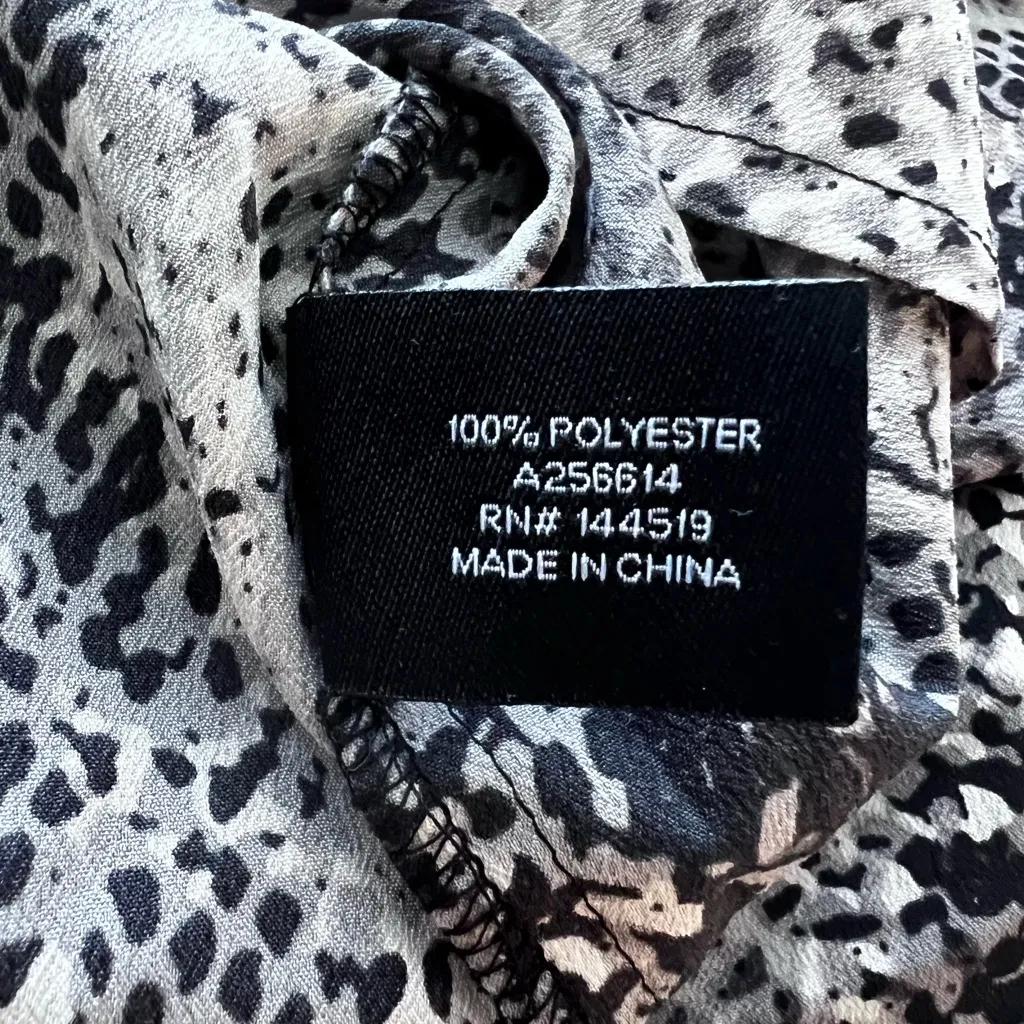 100% POLYESTER
A256614
RN# 144519
MADE IN CHINA